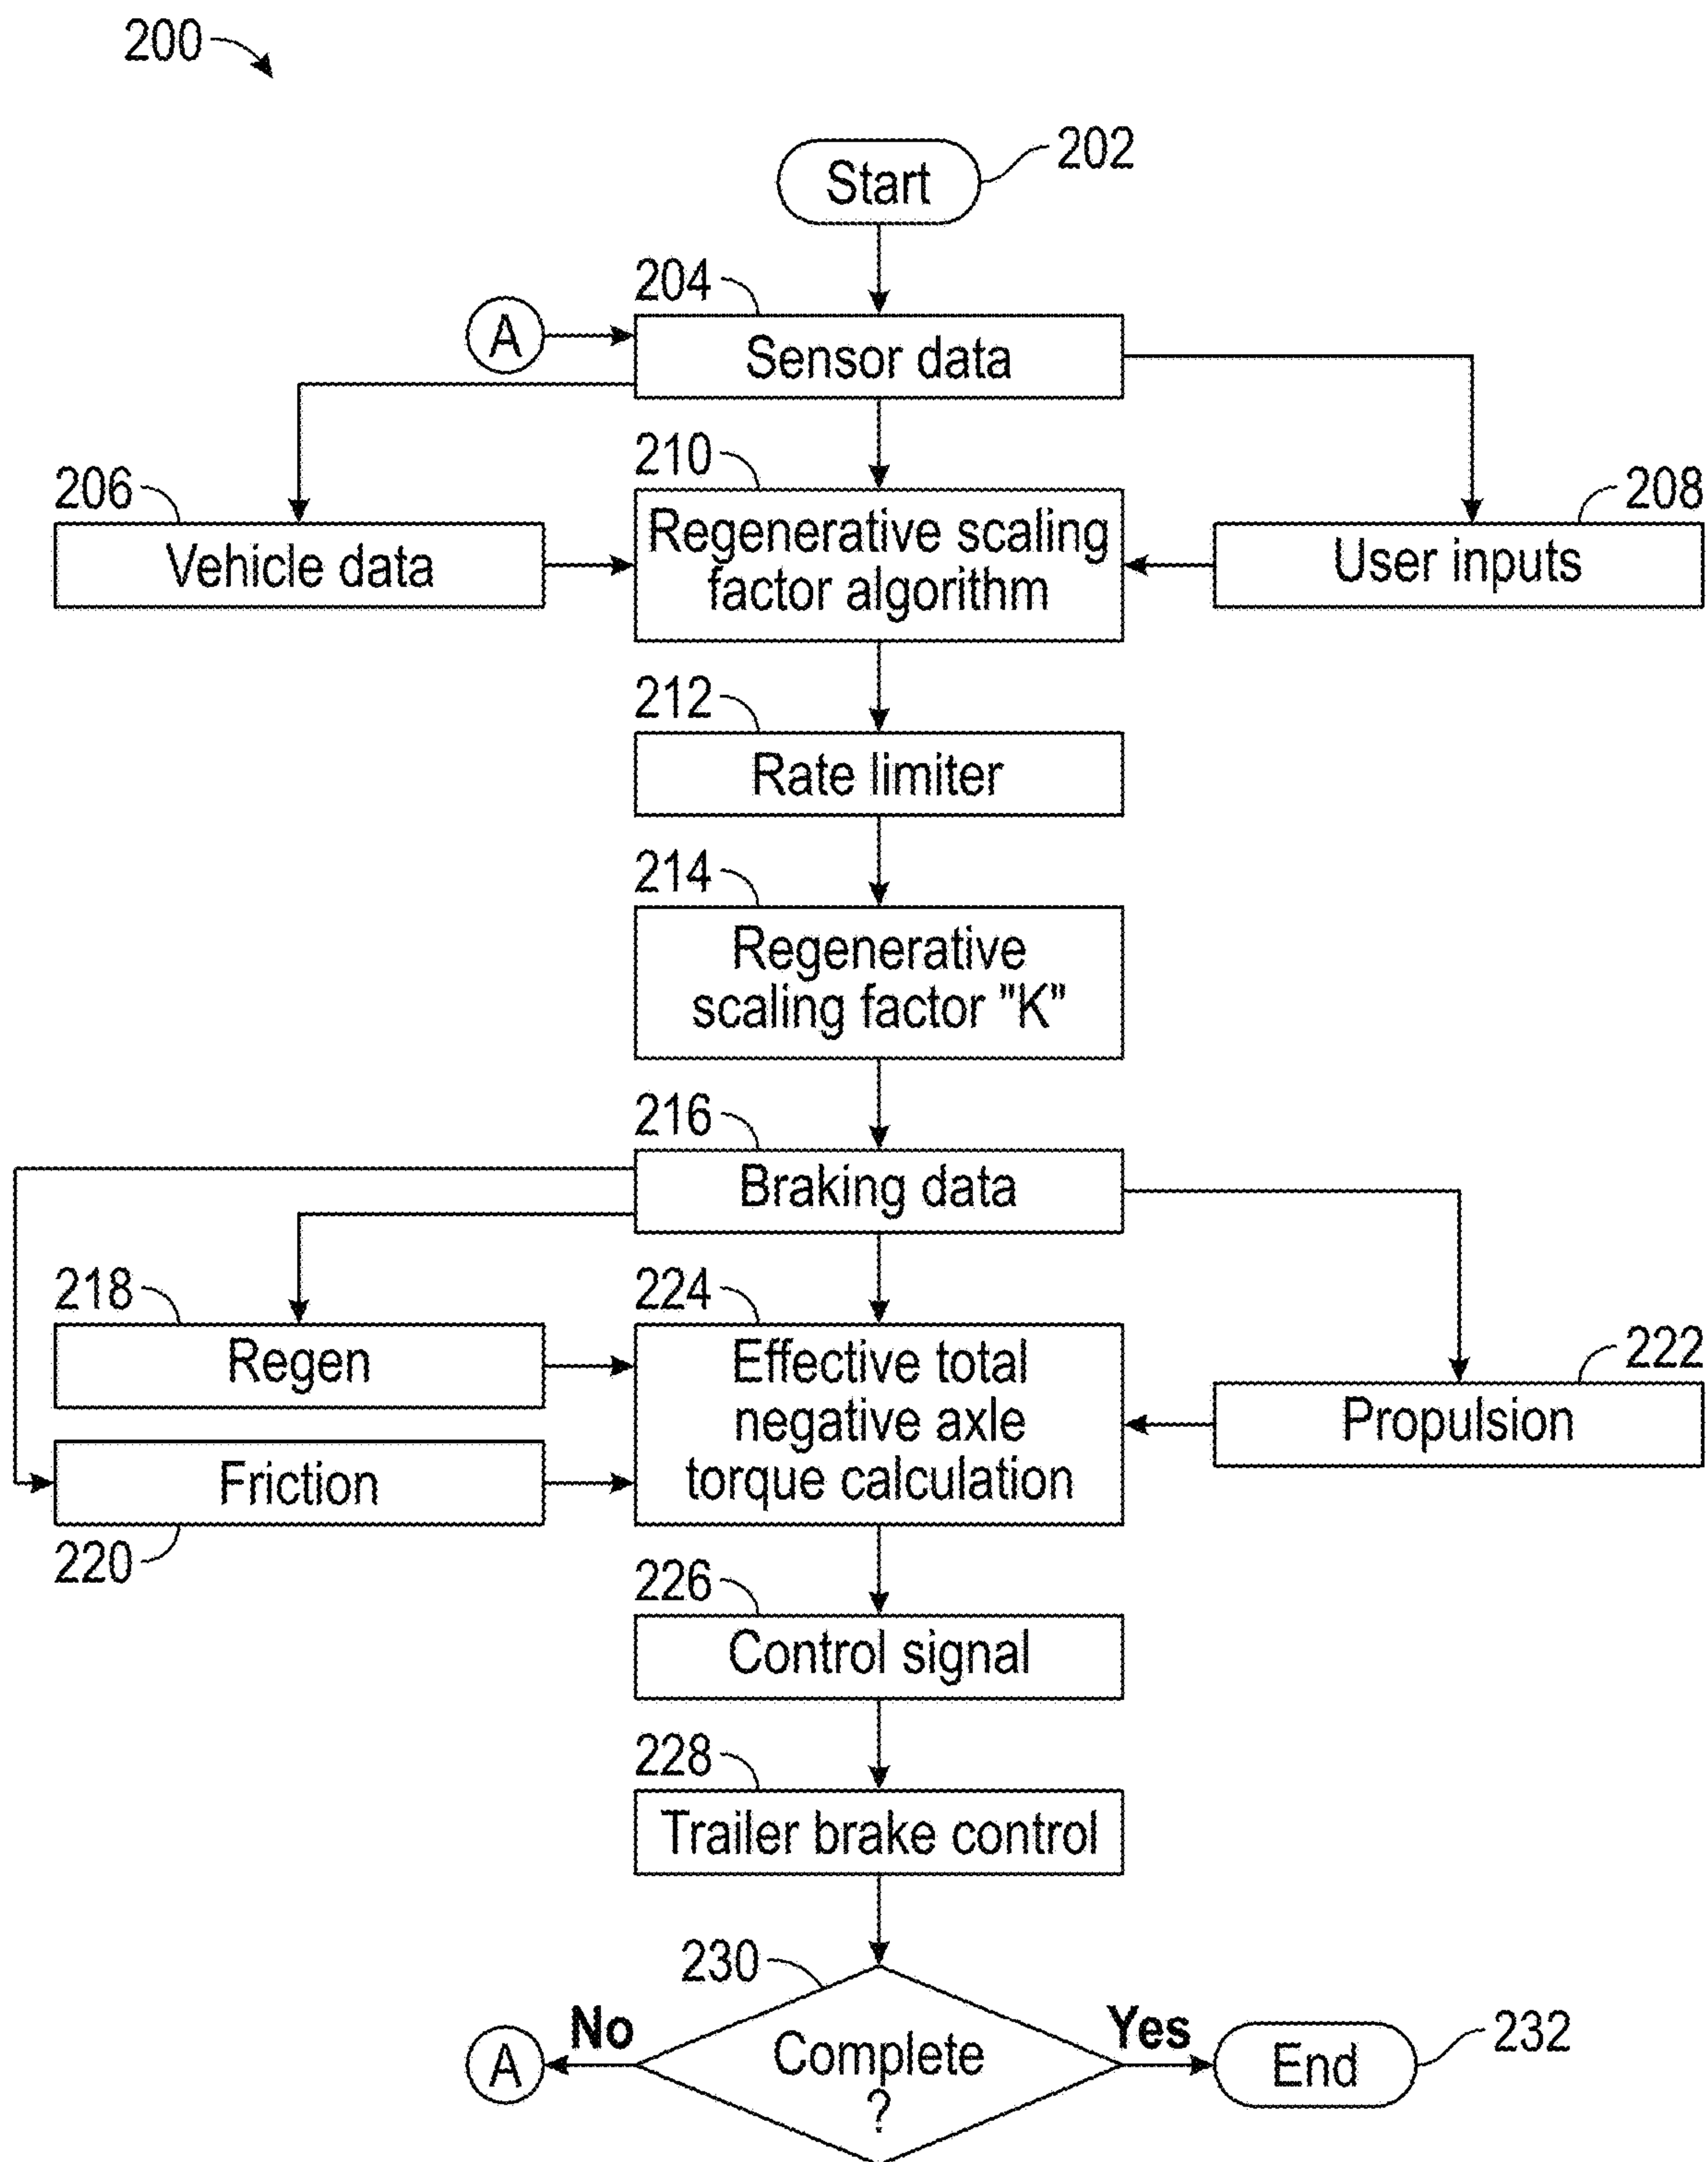 200
Start
202
204
A
Sensor data
210
206
208
Vehicle data
Regenerative scaling
factor algorithm
User inputs
212
Rate limiter
214
Regenerative
scaling factor "K"
216
Braking data
218
224
222
Regen
Effective total
negative axle
torque calculation
Propulsion
Friction
220
226
Control signal
228
Trailer brake control
230
No
Yes
232
A
Complete
?
End